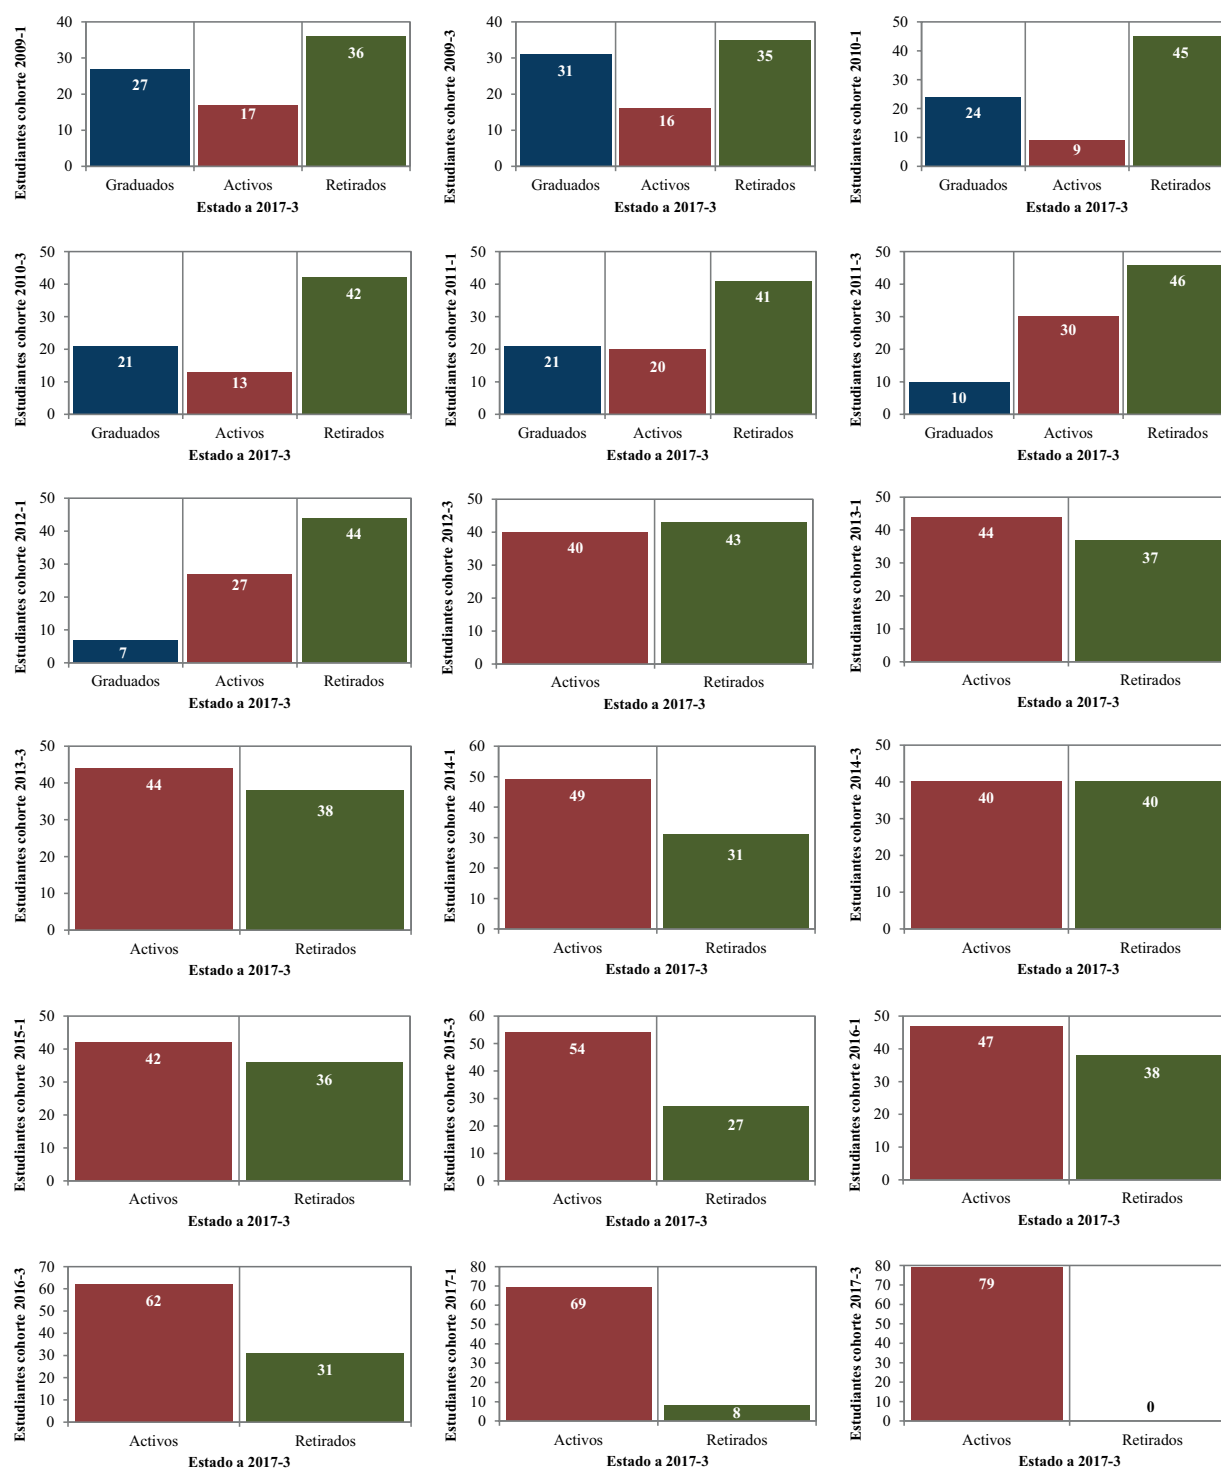 Estudiantes cohorte 2009-1
40
30
20
10
0
27
17
36
Graduados Activos Retirados
Estado a 2017-3
Estudiantes cohorte 2009-3
40
30
20
10
0
31
16
35
Graduados Activos Retirados
Estado a 2017-3
Estudiantes cohorte 2010-1
50
40
30
20
10
0
24
9
45
Graduados Activos Retirados
Estado a 2017-3
Estudiantes cohorte 2010-3
50
40
30
20
10
0
21
13
42
Graduados Activos Retirados
Estado a 2017-3
Estudiantes cohorte 2011-1
50
40
30
20
10
0
21
20
41
Graduados Activos Retirados
Estado a 2017-3
Estudiantes cohorte 2011-3
50
40
30
20
10
0
10
30
46
Graduados Activos Retirados
Estado a 2017-3
Estudiantes cohorte 2012-1
50
40
30
20
10
0
7
27
44
Graduados Activos Retirados
Estado a 2017-3
Estudiantes cohorte 2012-3
50
40
30
20
10
0
40
43
Activos Retirados
Estado a 2017-3
Estudiantes cohorte 2013-1
50
40
30
20
10
0
44
37
Activos Retirados
Estado a 2017-3
Estudiantes cohorte 2013-3
50
40
30
20
10
0
44
38
Activos Retirados
Estado a 2017-3
Estudiantes cohorte 2014-1
60
50
40
30
20
10
0
49
31
Activos Retirados
Estado a 2017-3
Estudiantes cohorte 2014-3
50
40
30
20
10
0
40
40
Activos Retirados
Estado a 2017-3
Estudiantes cohorte 2015-1
50
40
30
20
10
0
42
36
Activos Retirados
Estado a 2017-3
Estudiantes cohorte 2015-3
60
50
40
30
20
10
0
54
27
Activos Retirados
Estado a 2017-3
Estudiantes cohorte 2016-1
50
40
30
20
10
0
47
38
Activos Retirados
Estado a 2017-3
Estudiantes cohorte 2016-3
70
60
50
40
30
20
10
0
62
31
Activos Retirados
Estado a 2017-3
Estudiantes cohorte 2017-1
80
70
60
50
40
30
20
10
0
69
8
Activos Retirados
Estado a 2017-3
Estudiantes cohorte 2017-3
80
70
60
50
40
30
20
10
0
79
0
Activos Retirados
Estado a 2017-3